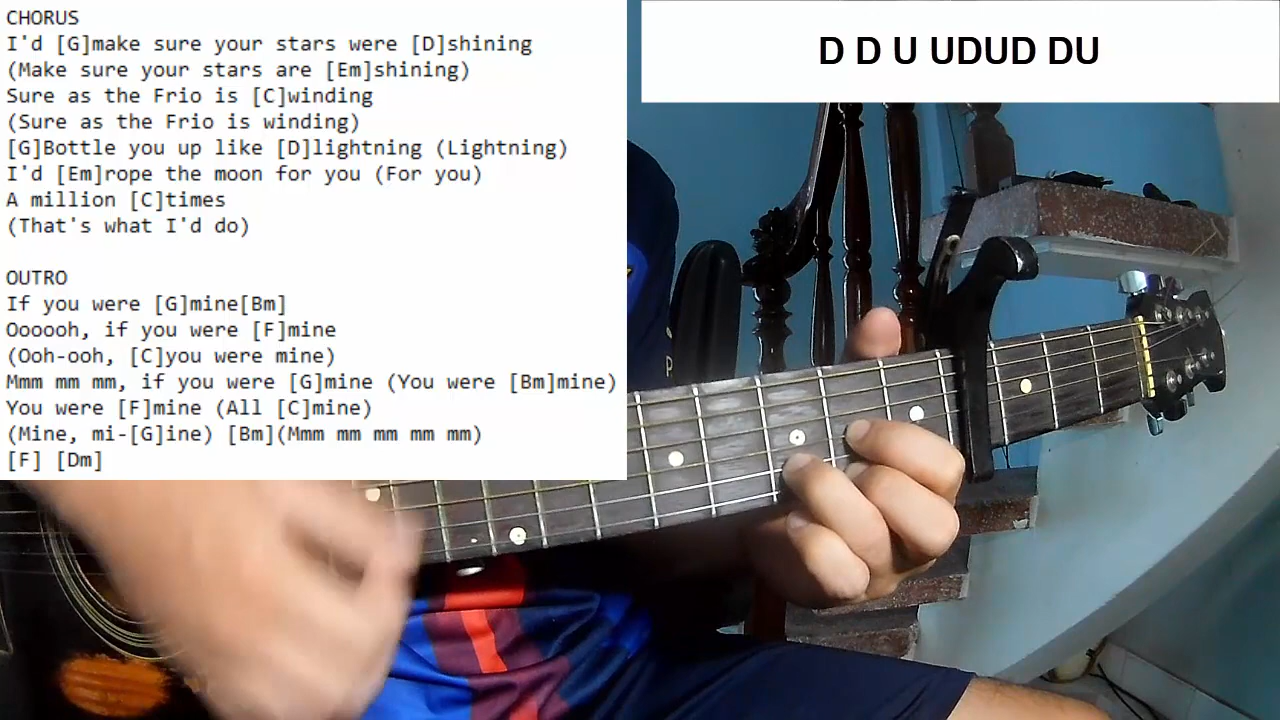 CHORUS
I'd [G]make sure your stars were [D]shining
(Make sure your stars are [Em]shining)
Sure as the Frio is [C]winding
(Sure as the Frio is winding)
[G]Bottle you up like [D]lightning (Lightning)
I'd [Em]rope the moon for you (For you)
A million [C]times
(That's what I'd do)
OUTRO
If you were [G]mine[Bm]
Oooooh, if you were [F]mine
(Ooh-ooh, [C]you were mine)
Mmm mm mm, if you were [G]mine (You were [Bm]mine)
You were [F]mine (All [C]mine)
(Mine, mi-[G]ine) [Bm](Mmm mm mm mm mm)
[F] [Dm]
D D U UDUD DU